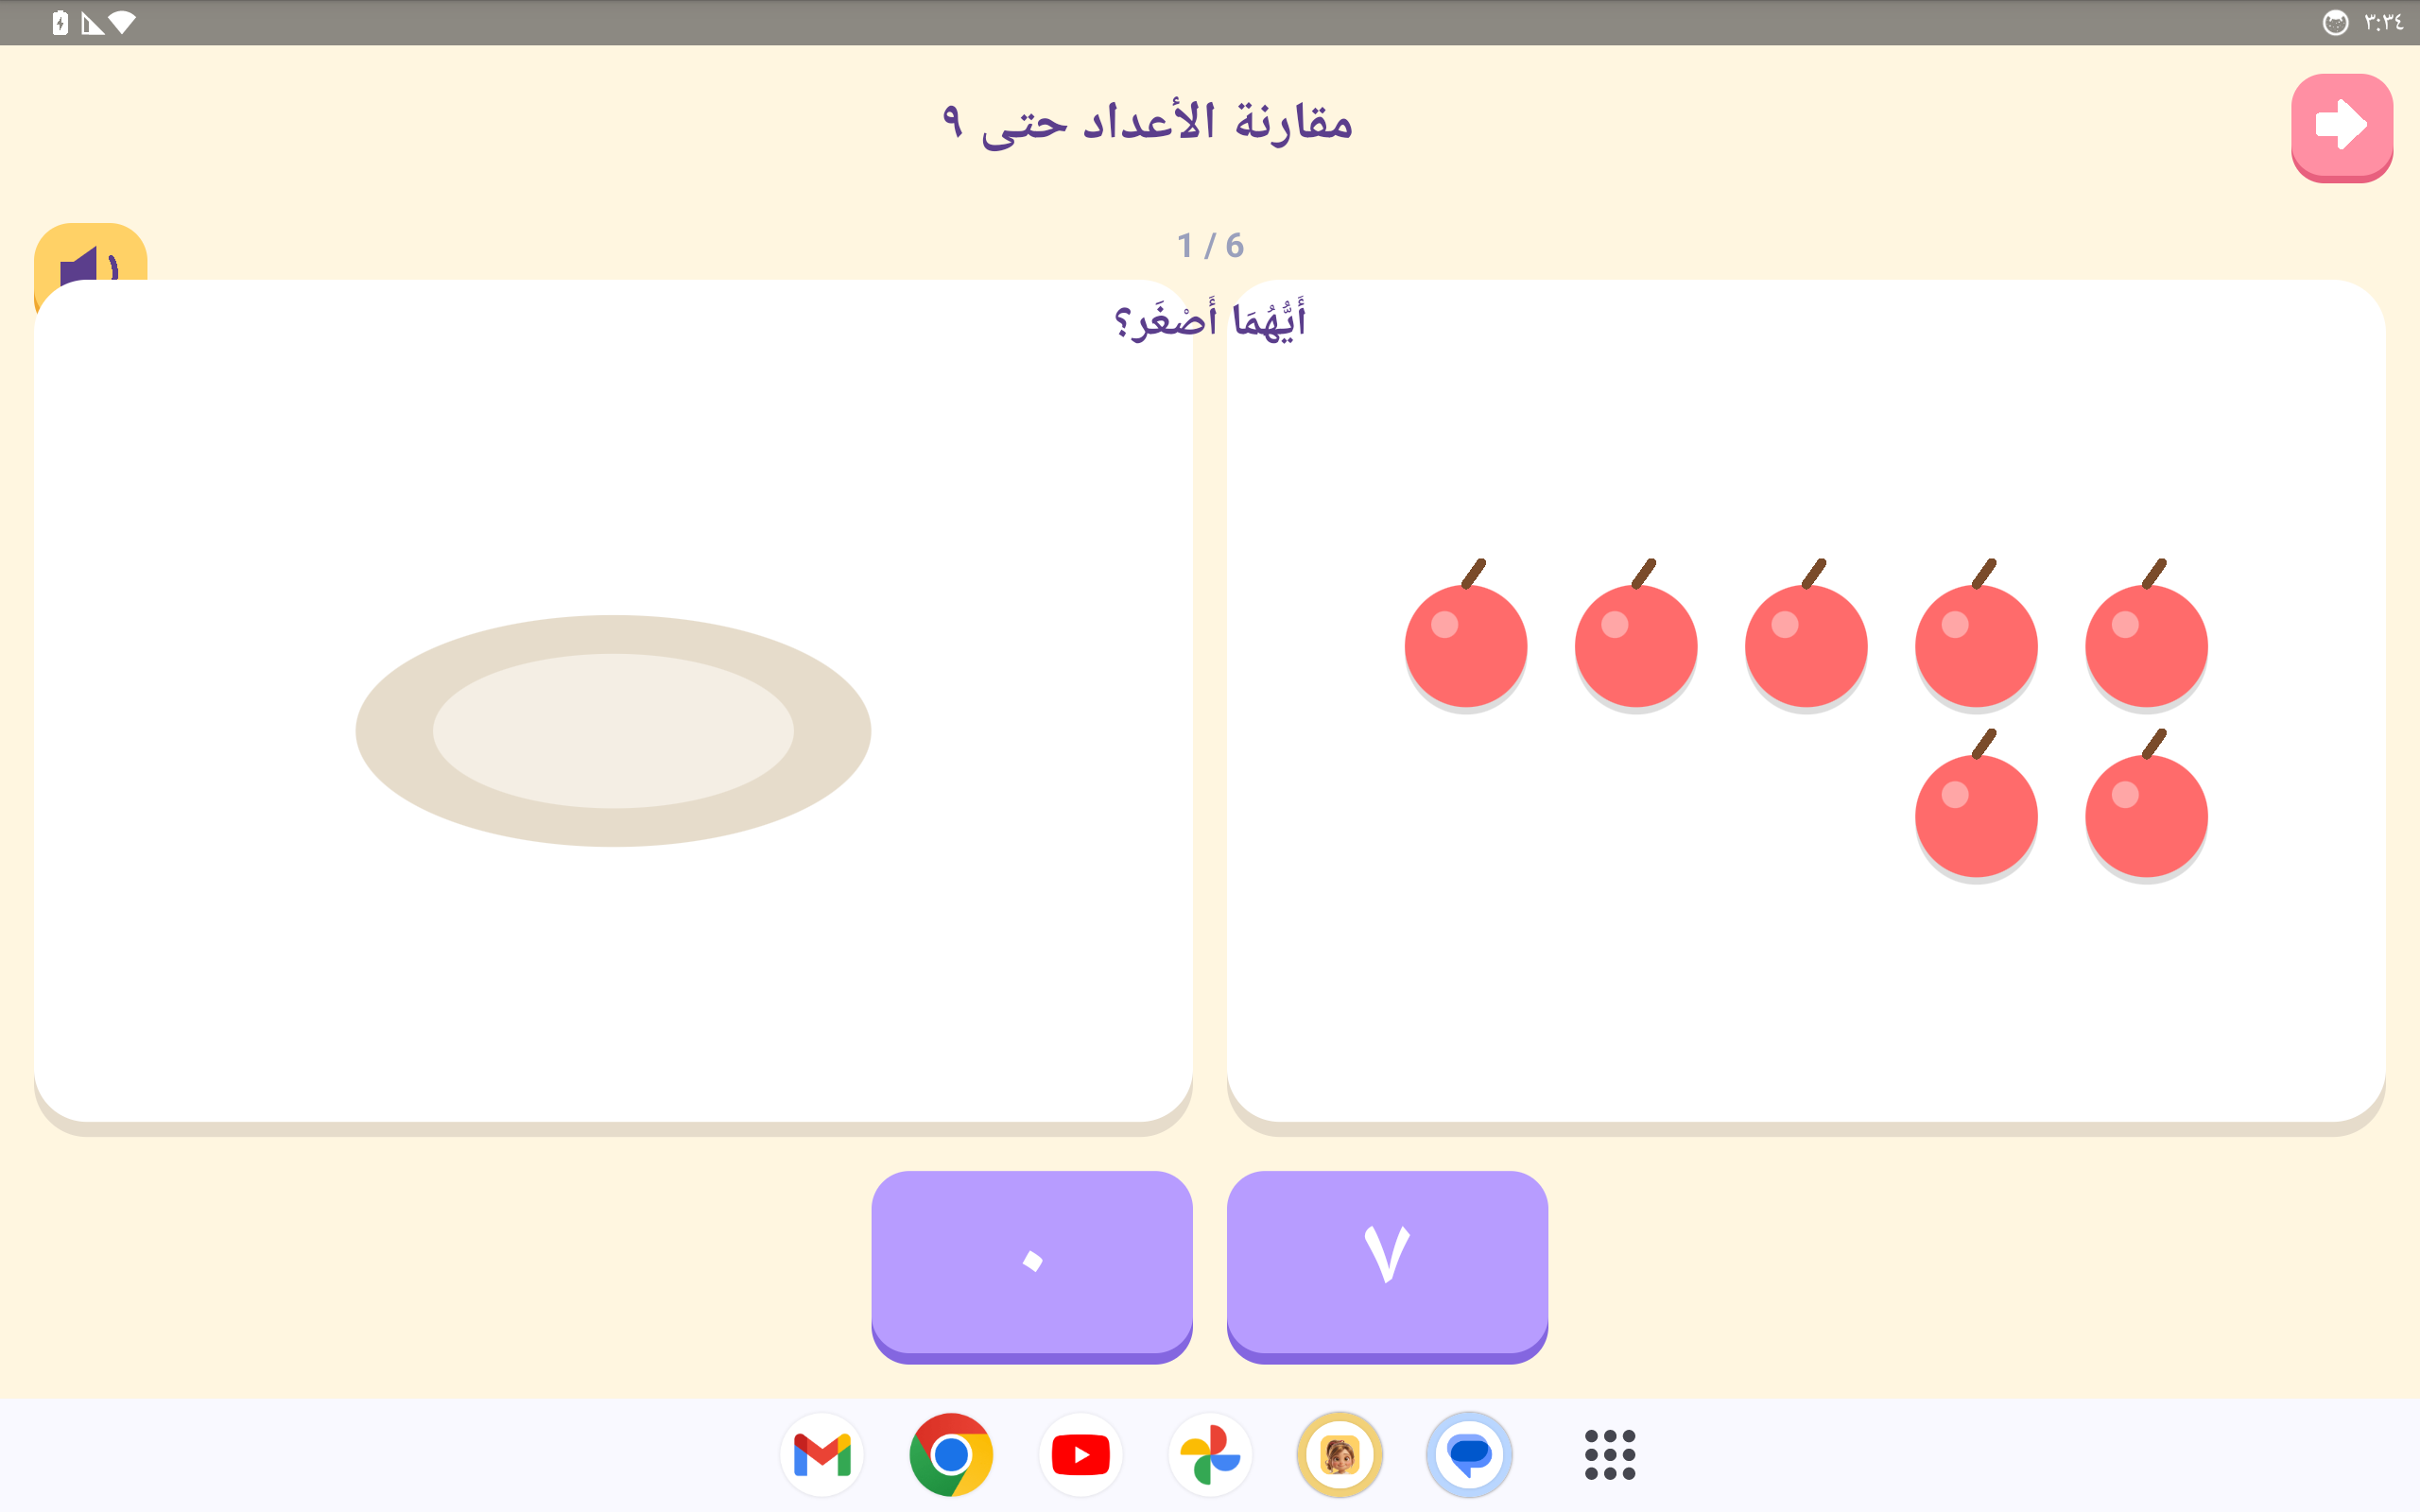 ٣:٣٤
مقارنة الأعداد حتى ٩
1 / 6
أَيُّهُمَا أَصْغَر؟
٧
٠